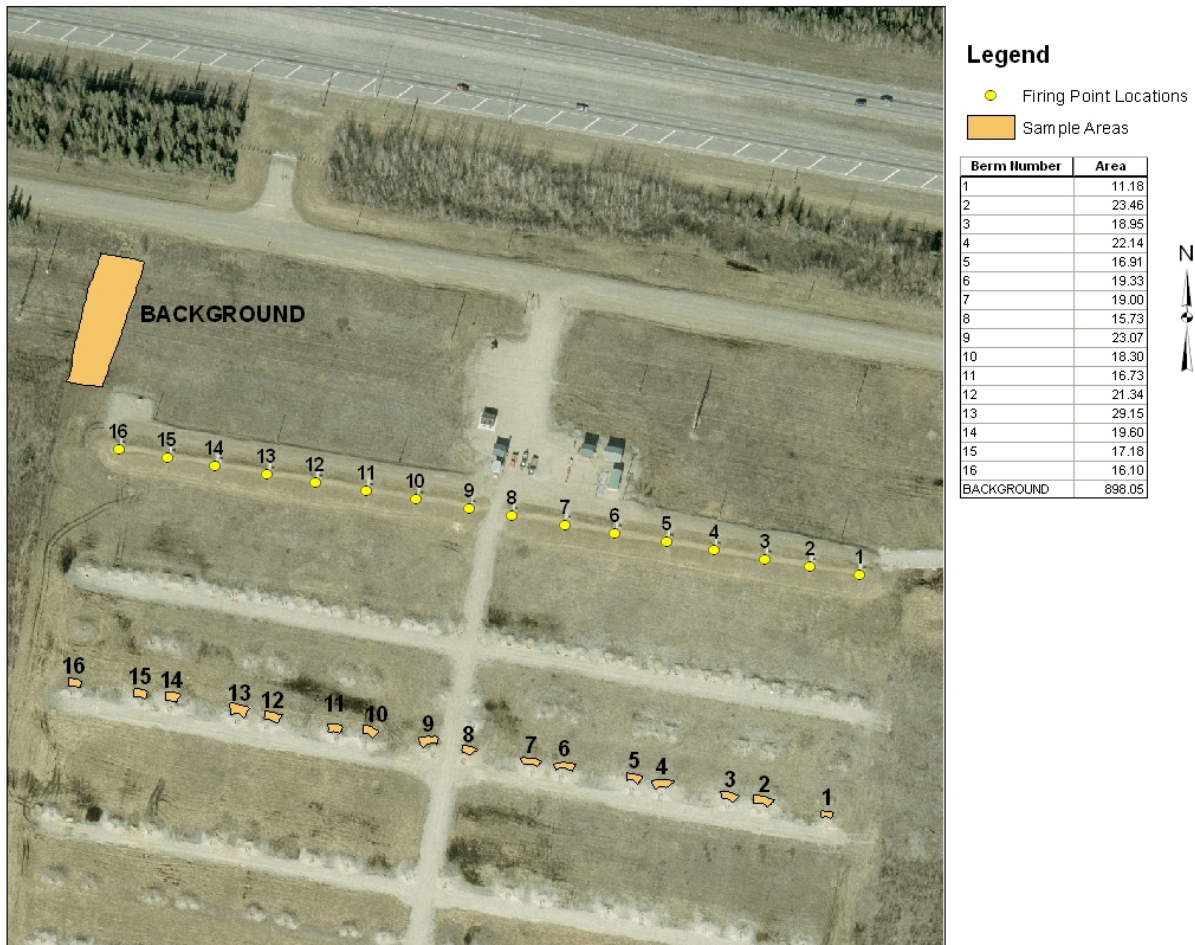 Legend
Firing Point Locations
Sample Areas
Berm Number Area
1 11.18
2 23.46
3 18.95
4 22.14
5 16.91
6 19.33
7 19.00
8 15.73
9 23.07
10 18.30
11 16.73
12 21.34
13 29.15
14 19.60
15 17.18
16 16.10
BACKGROUND 898.05
N
BACKGROUND
16 15 14 13 12 11 10 9 8 7 6 5 4 3 2 1
16 15 14 13 12 11 10 9 8 7 6 5 4 3 2 1